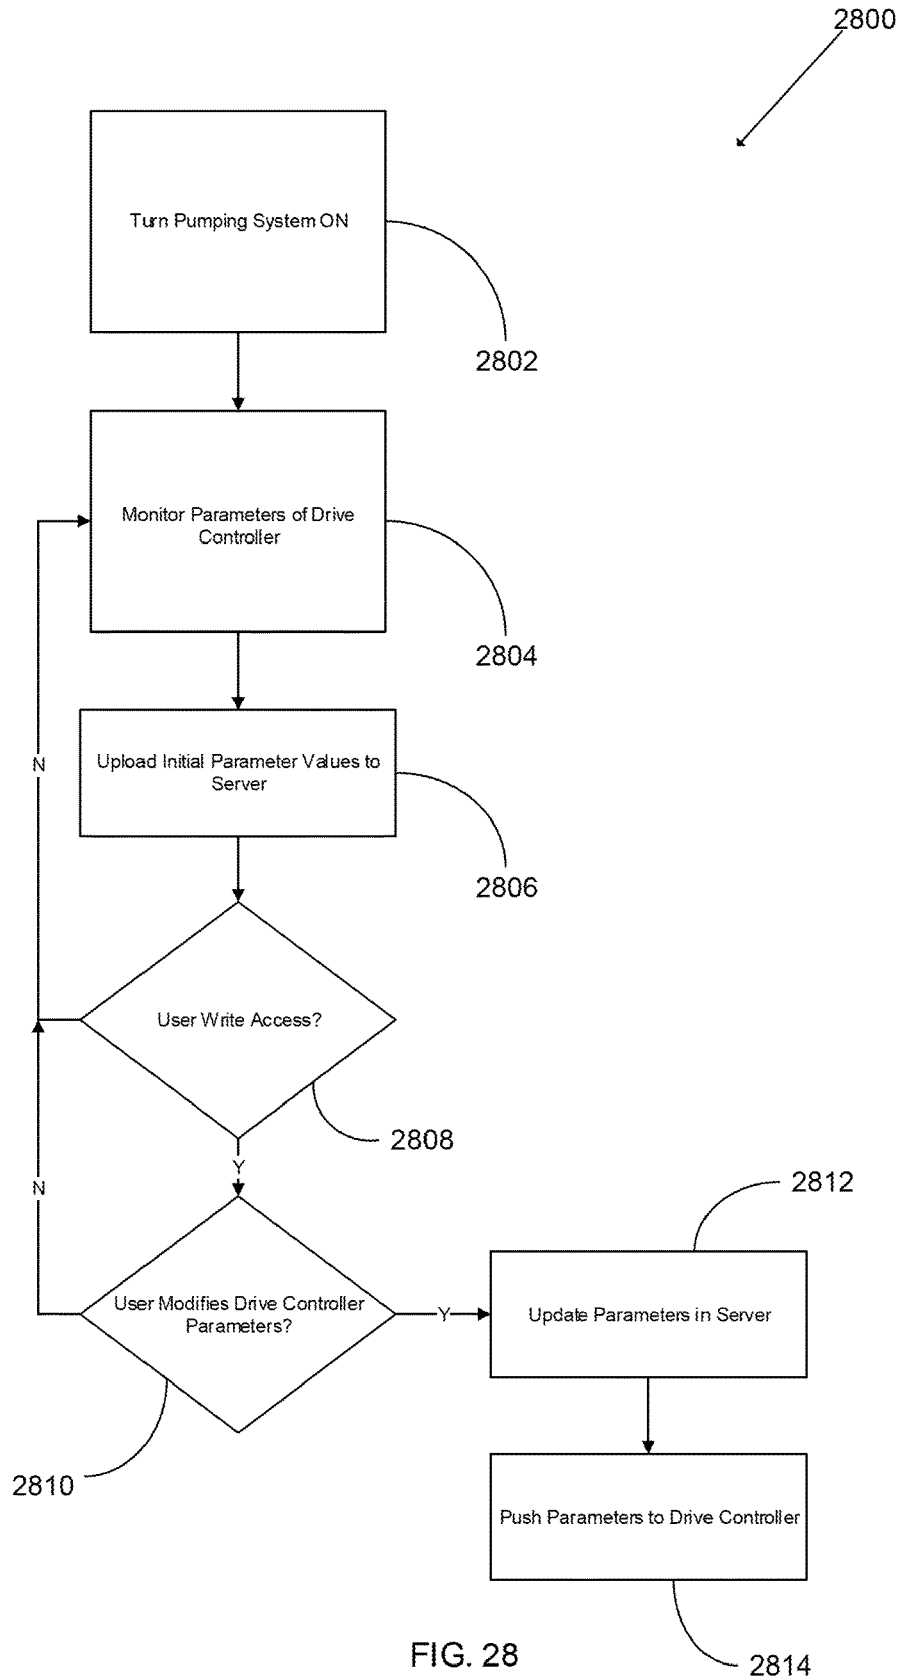 2800
Turn Pumping System ON
2802
Monitor Parameters of Drive
Controller
2804
N
Upload Initial Parameter Values to
Server
2806
User Write Access?
2808
Y
N
2812
User Modifies Drive Controller
Parameters?
Y
Update Parameters in Server
2810
Push Parameters to Drive Controller
FIG. 28
2814